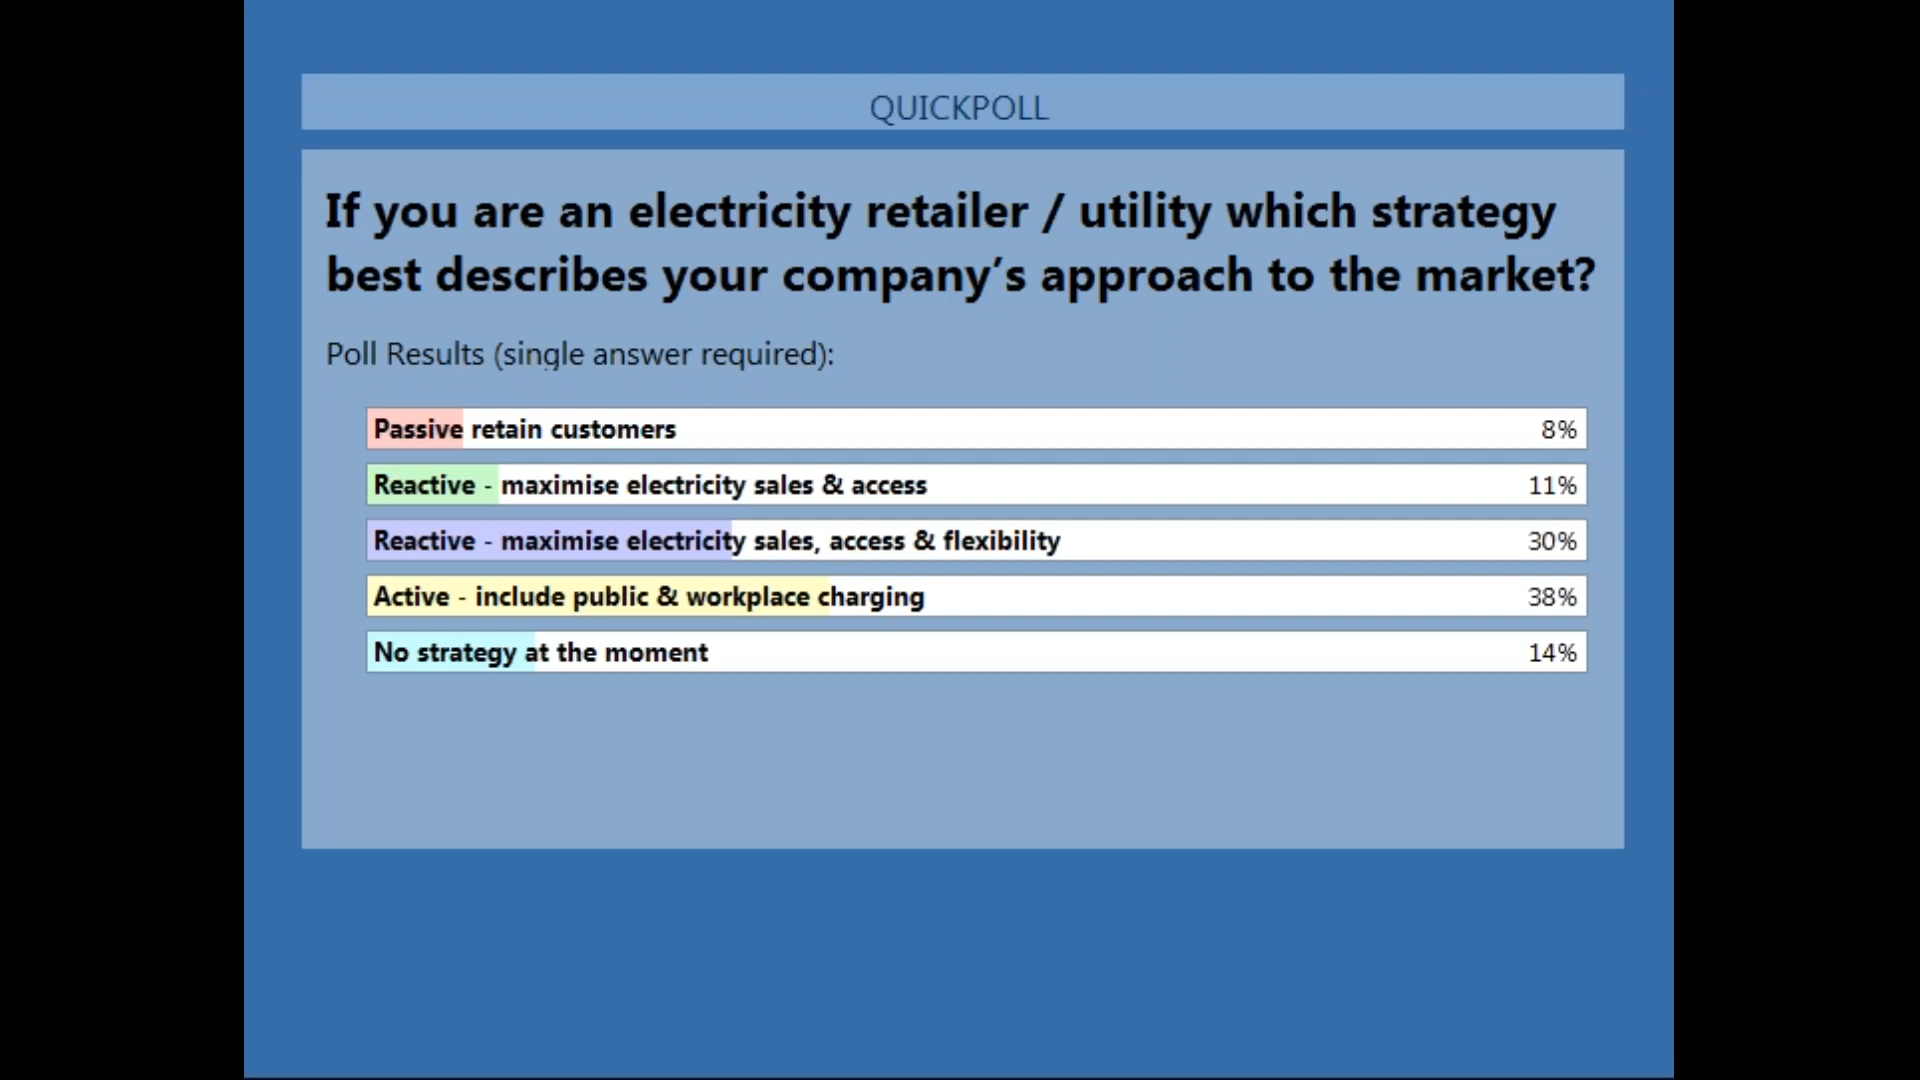 QUICKPOLL
If you are an electricity retailer / utility which strategy
best describes your company’s approach to the market?
Poll Results (single answer required):
Passive retain customers 8%
Reactive - maximise electricity sales & access 11%
Reactive - maximise electricity sales, access & flexibility 30%
Active - include public & workplace charging 38%
No strategy at the moment 14%